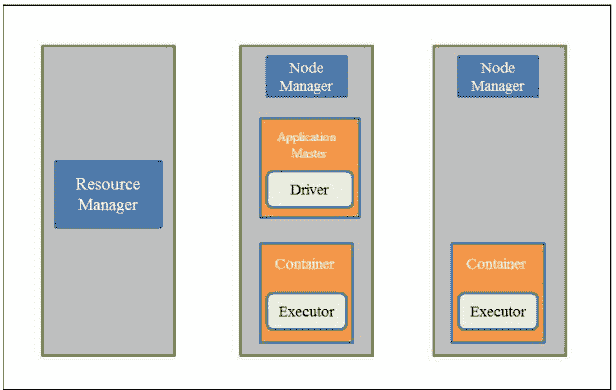 Resource
Manager
Node
Manager
Application
Master
Driver
Container
Executor
Node
Manager
Container
Executor